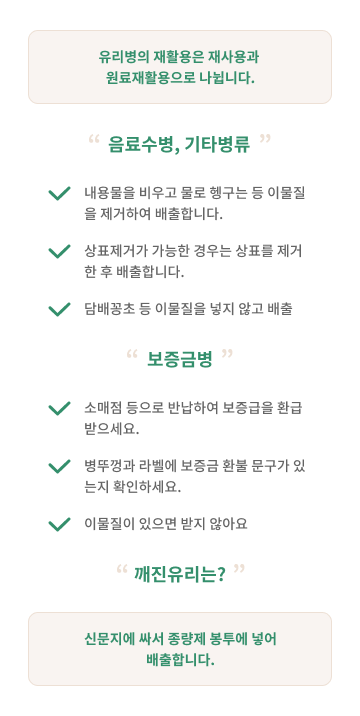 유리병의 재활용은 재사용과
원료재활용으로 나뉩니다.
“ 음료수병, 기타병류 ”
내용물을 비우고 물로 헹구는 등 이물질
을 제거하여 배출합니다.
상표제거가 가능한 경우는 상표를 제거
한 후 배출합니다.
담배꽁초 등 이물질을 넣지 않고 배출
“ 보증금병 ”
소매점 등으로 반납하여 보증급을 환급
받으세요.
병뚜껑과 라벨에 보증금 환불 문구가 있
는지 확인하세요.
이물질이 있으면 받지 않아요
“ 깨진유리는? ”
신문지에 싸서 종량제 봉투에 넣어
배출합니다.